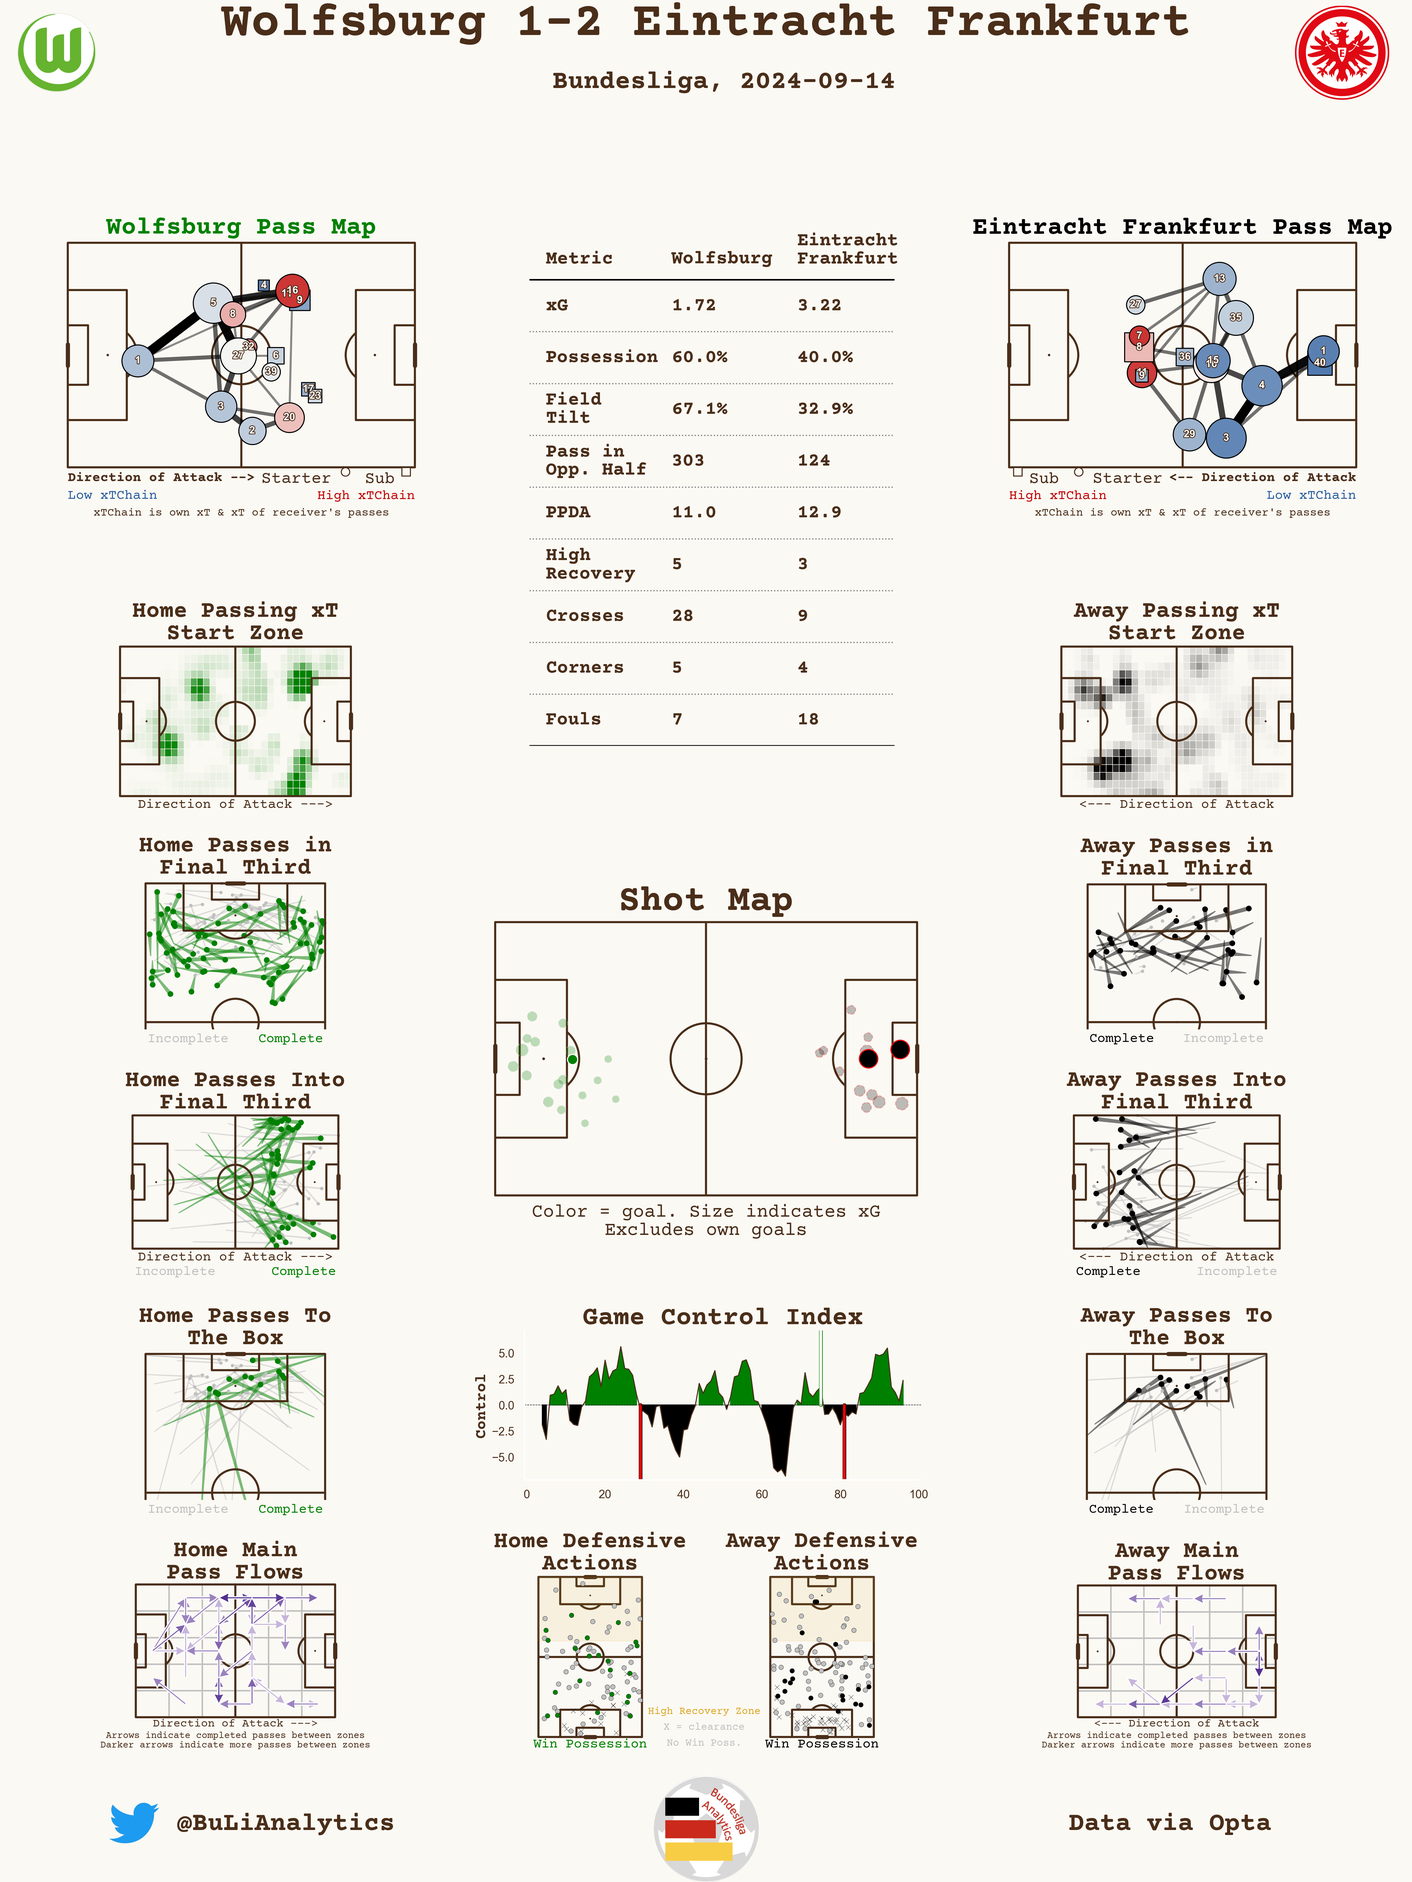 Wolfsburg 1-2 Eintracht Frankfurt
Bundesliga, 2024-09-14
Wolfsburg Pass Map
1
5
8
4
16
9
32
27
6
39
3
2
20
17
23
Direction of Attack --> Starter Sub
Low xTChain High xTChain
xTChain is own xT & xT of receiver's passes
Metric Wolfsburg Eintracht Frankfurt
xG 1.72 3.22
Possession 60.0% 40.0%
Field Tilt 67.1% 32.9%
Pass in Opp. Half 303 124
PPDA 11.0 12.9
High Recovery 5 3
Crosses 28 9
Corners 5 4
Fouls 7 18
Eintracht Frankfurt Pass Map
13
27
35
7
8
9
36
15
1
40
4
29
3
Sub Starter <-- Direction of Attack
High xTChain Low xTChain
xTChain is own xT & xT of receiver's passes
Home Passing xT
Start Zone
Direction of Attack --->
Away Passing xT
Start Zone
<--- Direction of Attack
Home Passes in
Final Third
Incomplete Complete
Away Passes in
Final Third
Complete Incomplete
Shot Map
Color = goal. Size indicates xG
Excludes own goals
Home Passes Into
Final Third
Direction of Attack --->
Incomplete Complete
Away Passes Into
Final Third
<--- Direction of Attack
Complete Incomplete
Home Passes To
The Box
Incomplete Complete
Game Control Index
Control
5.0
2.5
0.0
−2.5
−5.0
0 20 40 60 80 100
Away Passes To
The Box
Complete Incomplete
Home Main
Pass Flows
Direction of Attack --->
Arrows indicate completed passes between zones
Darker arrows indicate more passes between zones
Home Defensive
Actions
Win Possession
High Recovery Zone
X = clearance
No Win Poss.
Away Defensive
Actions
Win Possession
Away Main
Pass Flows
<--- Direction of Attack
Arrows indicate completed passes between zones
Darker arrows indicate more passes between zones
@BuLiAnalytics
Bundesliga
Analytics
Data via Opta